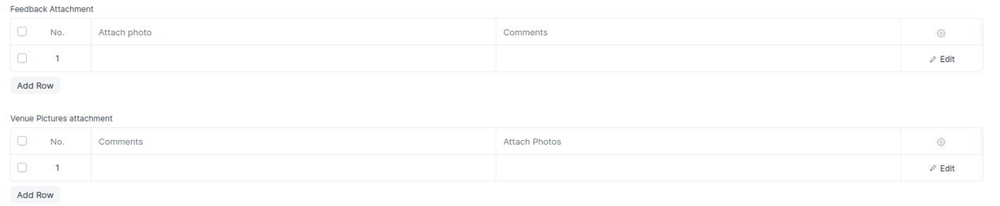 Feedback Attachment
No. Attach photo Comments
1 Edit
Add Row
Venue Pictures attachment
No. Comments Attach Photos
1 Edit
Add Row